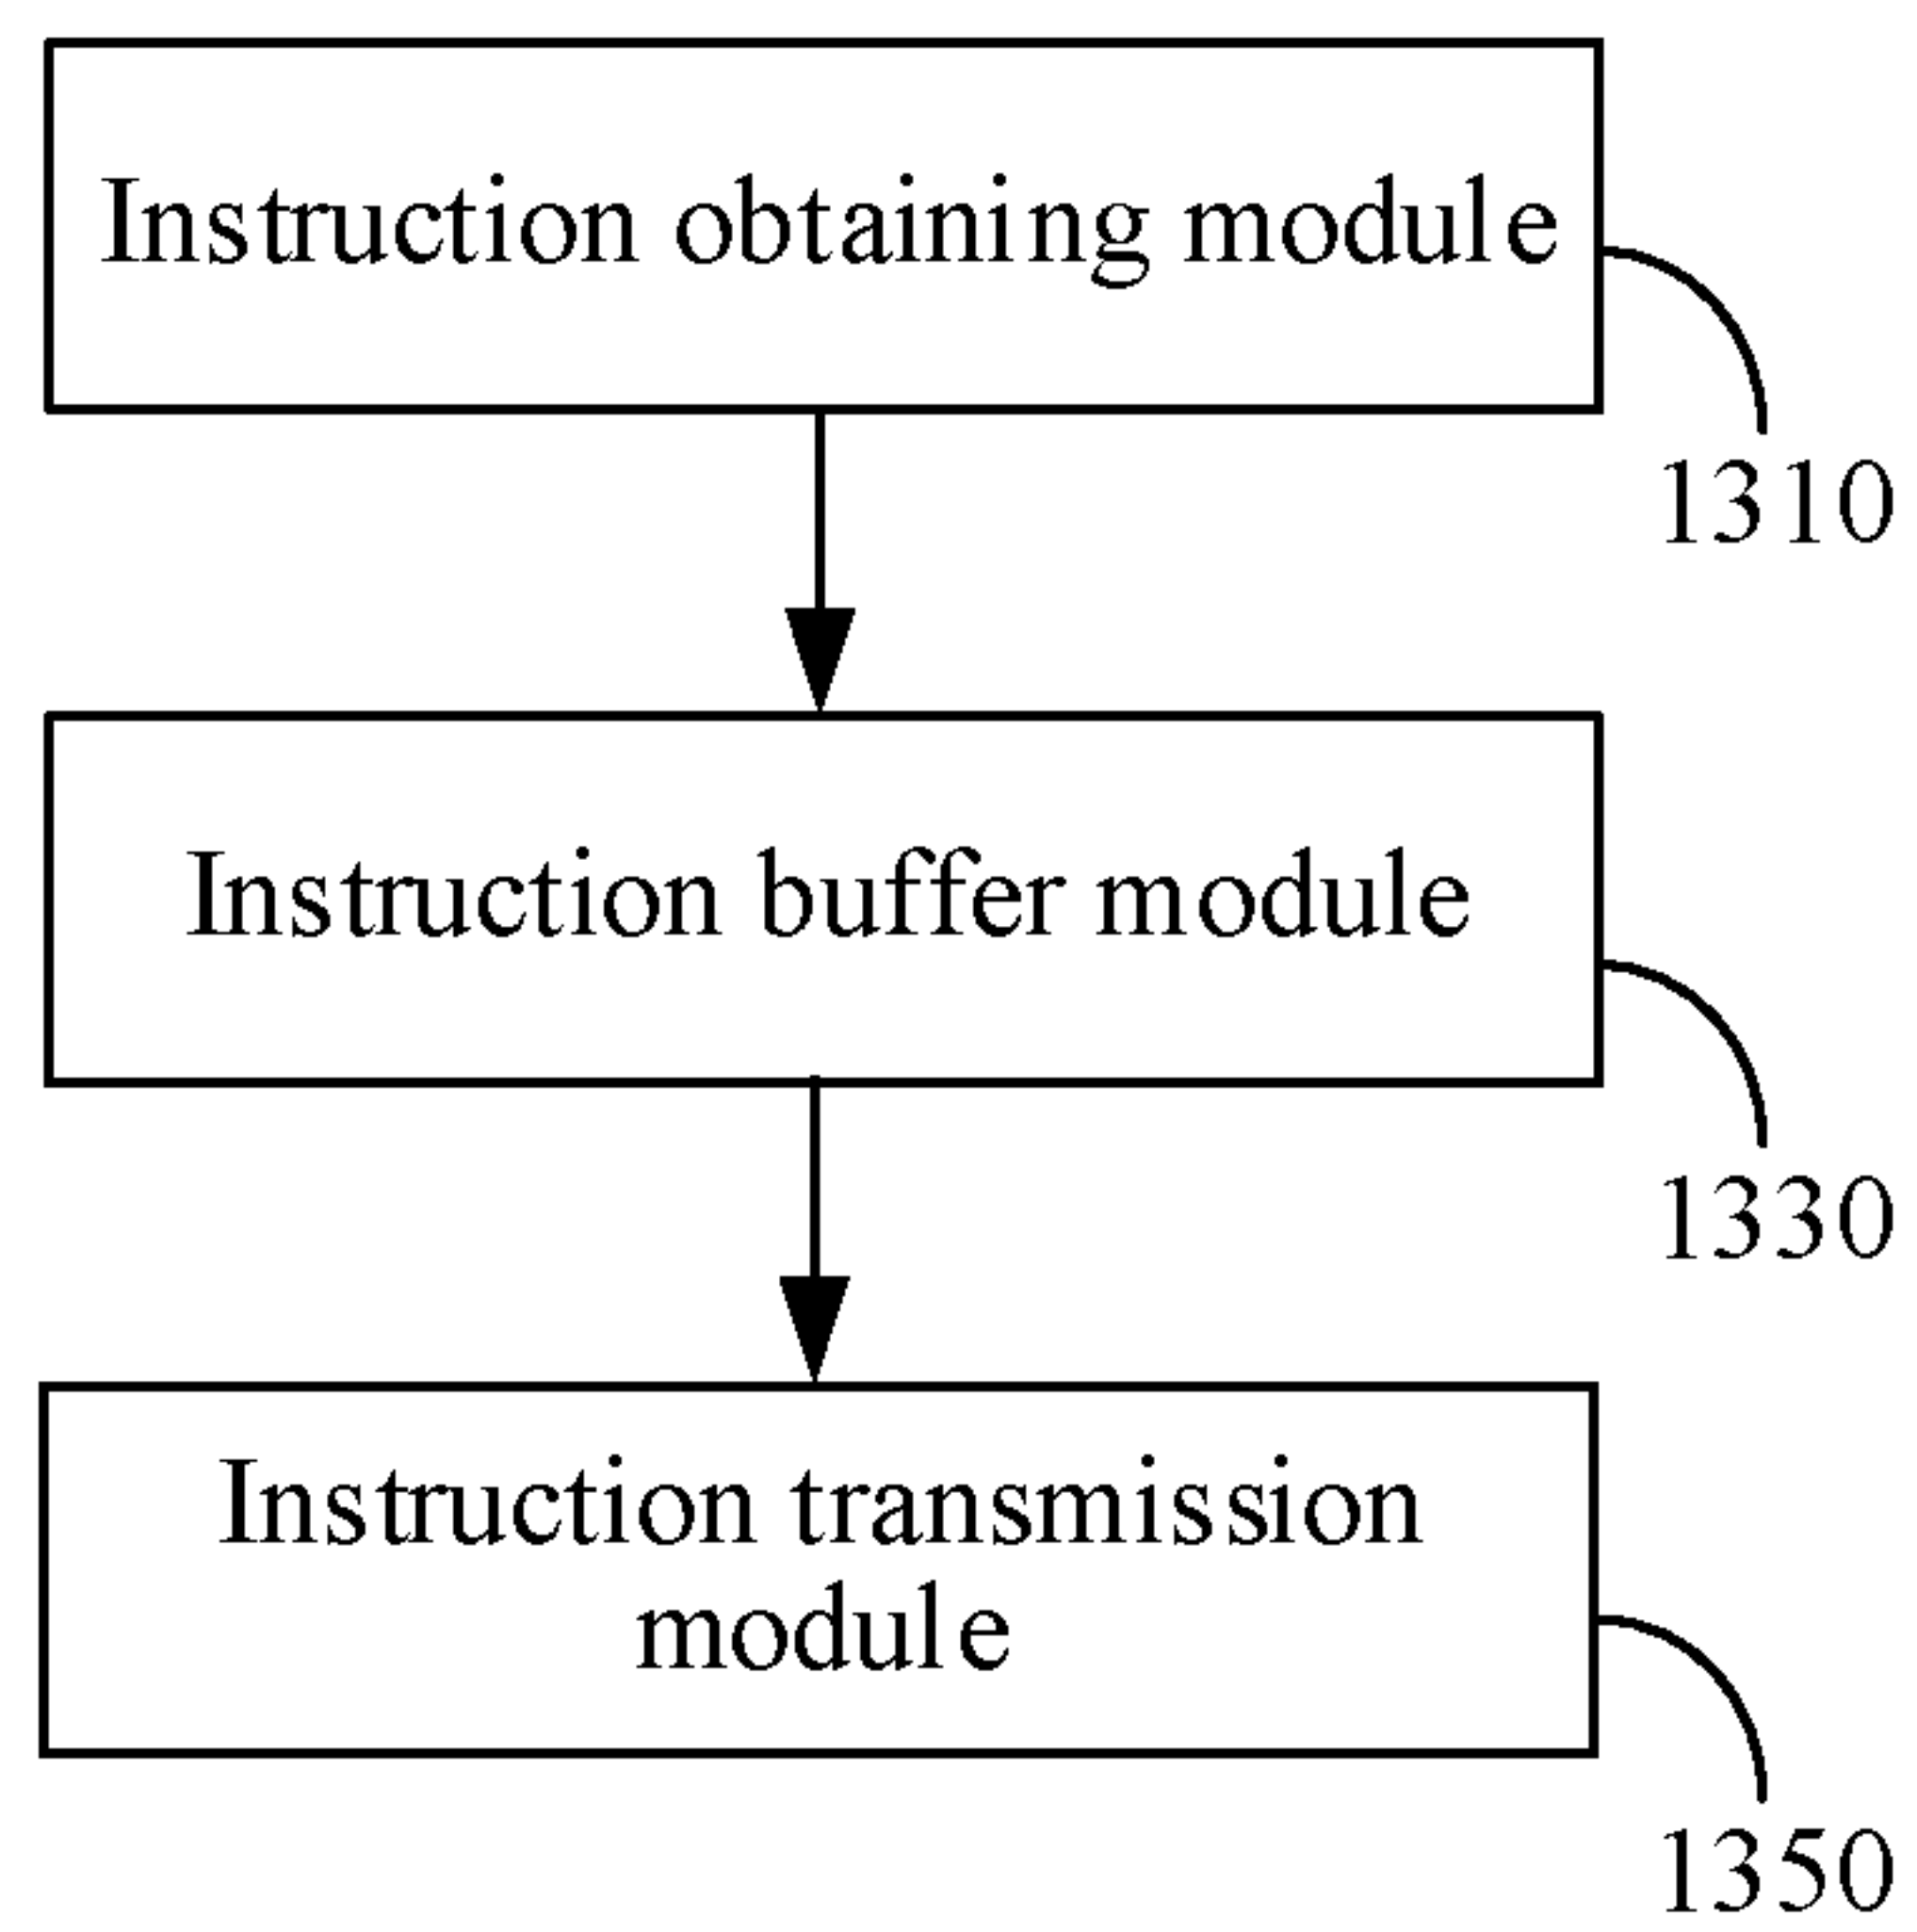 Instruction obtaining module
1310
Instruction buffer module
1330
Instruction transmission
module
1350